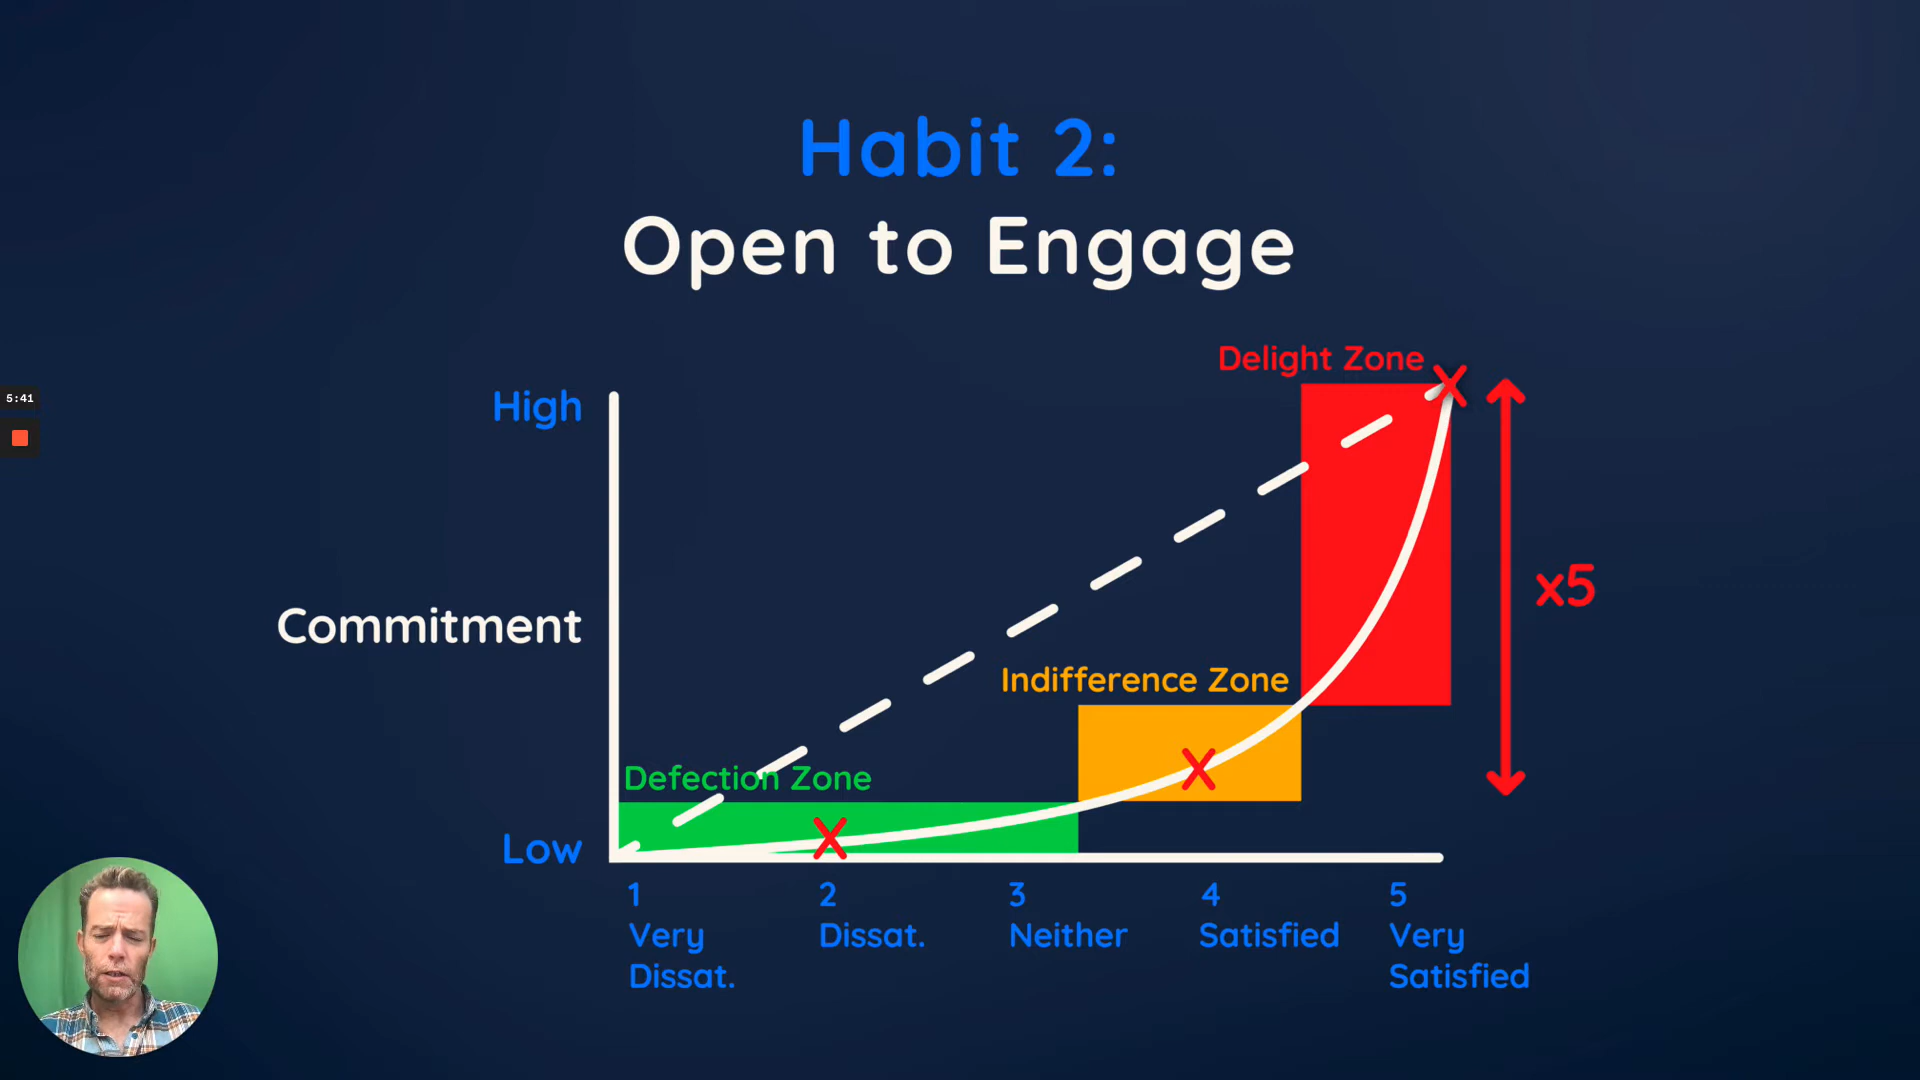 Habit 2:
Open to Engage
Delight Zone
High
5:41
x5
Commitment
Indifference Zone
Defection Zone
Low
1
Very
Dissat.
2
Dissat.
3
Neither
4
Satisfied
5
Very
Satisfied